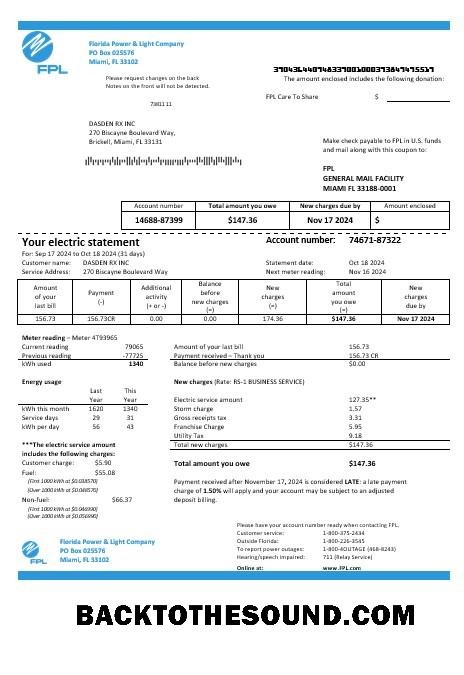 Florida Power & Light Company
PO Box 025576
Miami, FL 33102
FPL
Please request changes on the back
Notes on the front will not be detected.
The amount enclosed includes the following donation:
FPL Care To Share $
DASDEN RX INC
270 Biscayne Boulevard Way,
Brickell, Miami, FL 33131
Make check payable to FPL in U.S. funds
and mail along with this coupon to:
FPL
GENERAL MAIL FACILITY
MIAMI FL 33188-0001
Account number Total amount you owe New charges due by Amount enclosed
14688-87399 $147.36 Nov 17 2024 $
Your electric statement Account number: 74671-87322
For: Sep 17 2024 to Oct 18 2024 (31 days)
Customer name: DASDEN RX INC Statement date: Oct 18 2024
Service Address: 270 Biscayne Boulevard Way Next meter reading: Nov 16 2024
Amount of your last bill
Payment (-)
Additional activity (+ or -)
Balance before new charges (=)
New charges (=)
Total amount you owe (=)
New charges due by
156.73 156.73CR 0.00 0.00 174.36 $147.36 Nov 17 2024
Meter reading – Meter 4T93965
Current reading 79065
Previous reading -77725
kWh used 1340
Amount of your last bill 156.73
Payment received – Thank you 156.73 CR
Balance before new charges $0.00
Energy usage
Last Year This Year
kWh this month 1620 1340
Service days 29 31
kWh per day 56 43
New charges (Rate: RS-1 BUSINESS SERVICE)
Electric service amount 127.35**
Storm charge 1.57
Gross receipts tax 3.31
Franchise Charge 5.95
Utility Tax 9.18
Total new charges $147.36
***The electric service amount
includes the following charges:
Customer charge: $5.90
Fuel: $55.08
(First 1000 kWh at $0.038570)
(Over 1000 kWh at $0.048570)
Non-fuel: $66.37
Total amount you owe $147.36
Payment received after November 17, 2024 is considered LATE: a late payment
charge of 1.50% will apply and your account may be subject to an adjusted
deposit billing.
Please have your account number ready when contacting FPL.
Customer service: 1-800-375-2434
Outside Florida: 1-800-226-3545
To report power outages: 1-800-4OUTAGE (468-8243)
Hearing/speech impaired: 711 (Relay Service)
Online at: www.FPL.com
FPL
Florida Power & Light Company
PO Box 025576
Miami, FL 33102
BACKTOTHESOUND.COM